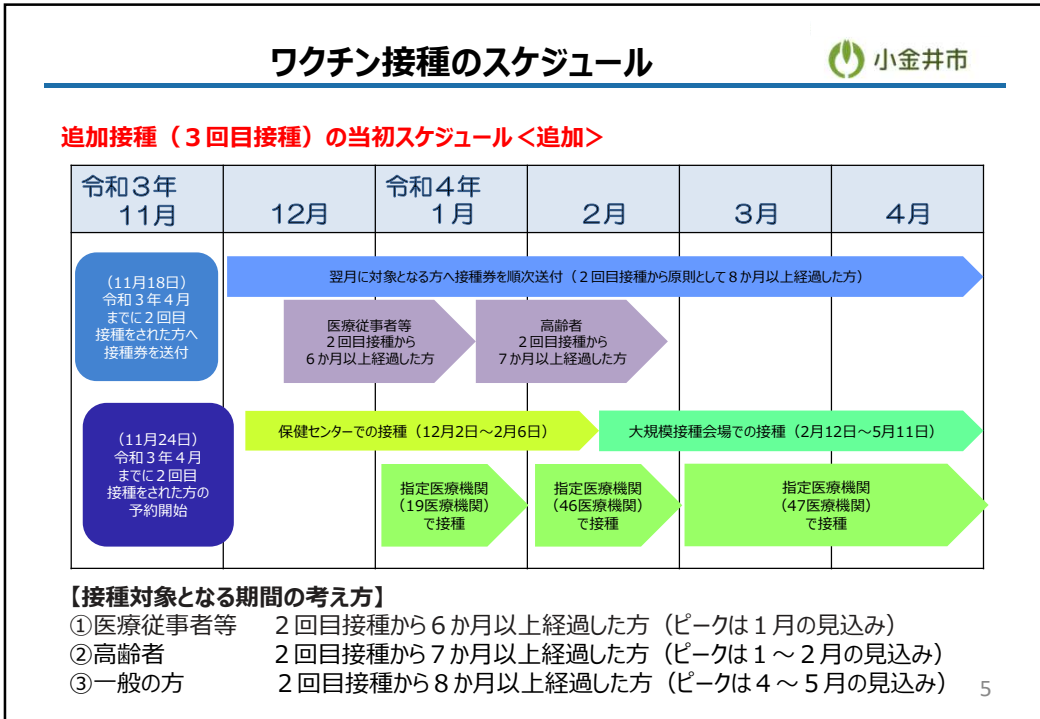 ワクチン接種のスケジュール
小金井市
追加接種（３回目接種）の当初スケジュール＜追加＞
令和３年
11月
12月
令和４年
1月
2月
3月
4月
（11月18日）
令和３年４月
までに２回目
接種をされた方へ
接種券を送付
翌月に対象となる方へ接種券を順次送付（２回目接種から原則として８か月以上経過した方）
医療従事者等
２回目接種から
６か月以上経過した方
高齢者
２回目接種から
７か月以上経過した方
（11月24日）
令和３年４月
までに２回目
接種をされた方の
予約開始
保健センターでの接種（12月2日～2月6日）
大規模接種会場での接種（2月12日～5月11日）
指定医療機関
（19医療機関）
で接種
指定医療機関
（46医療機関）
で接種
指定医療機関
（47医療機関）
で接種
【接種対象となる期間の考え方】
①医療従事者等　２回目接種から６か月以上経過した方（ピークは１月の見込み）
②高齢者　２回目接種から７か月以上経過した方（ピークは１～２月の見込み）
③一般の方　２回目接種から８か月以上経過した方（ピークは４～５月の見込み）
5